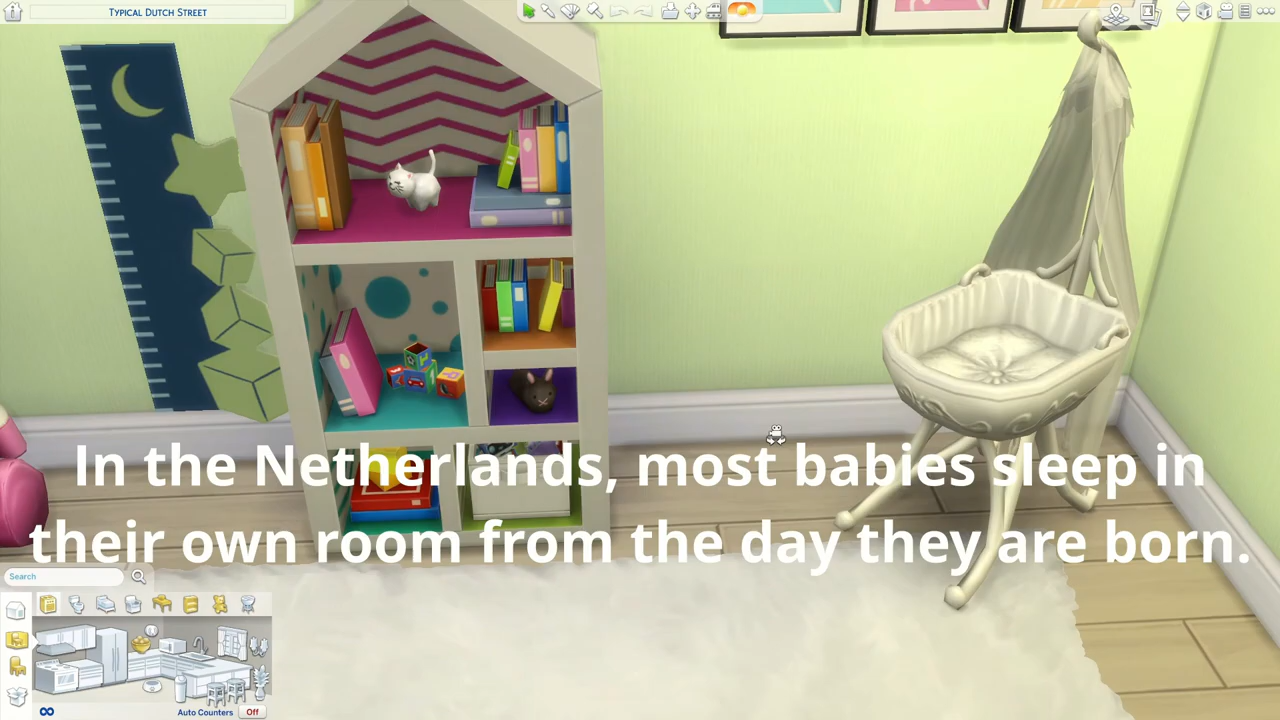 TYPICAL DUTCH STREET
In the Netherlands, most babies sleep in
their own room from the day they are born.
Search
Auto Counters Off